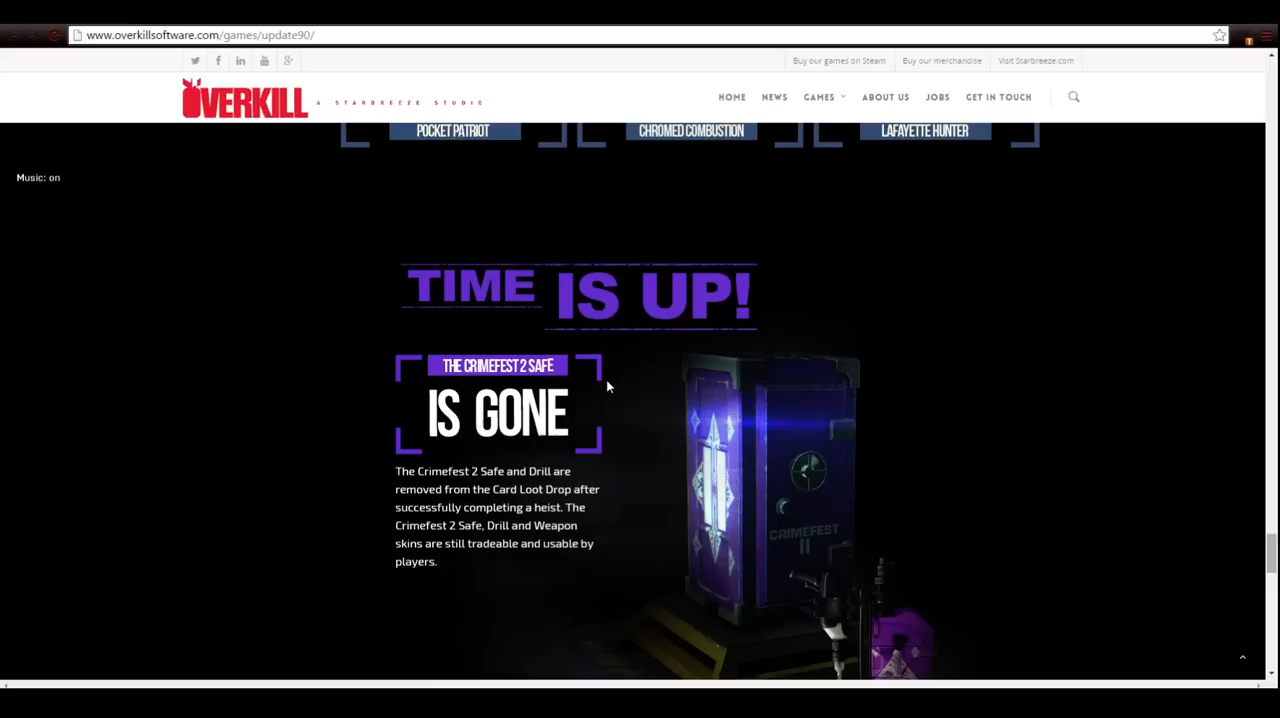 www.overkillsoftware.com/games/update90/
Buy our games on Steam
Buy our merchandise
Visit Starbreeze.com
OVERKILL A STARBREEZE STUDIO
HOME
NEWS
GAMES
ABOUT US
JOBS
GET IN TOUCH
POCKET PATRIOT
CHROMED COMBUSTION
LAFAYETTE HUNTER
Music: on
TIME IS UP!
THE CRIMEFEST 2 SAFE
IS GONE
The Crimefest 2 Safe and Drill are
removed from the Card Loot Drop after
successfully completing a heist. The
Crimefest 2 Safe, Drill and Weapon
skins are still tradeable and usable by
players.
CRIMEFEST
II